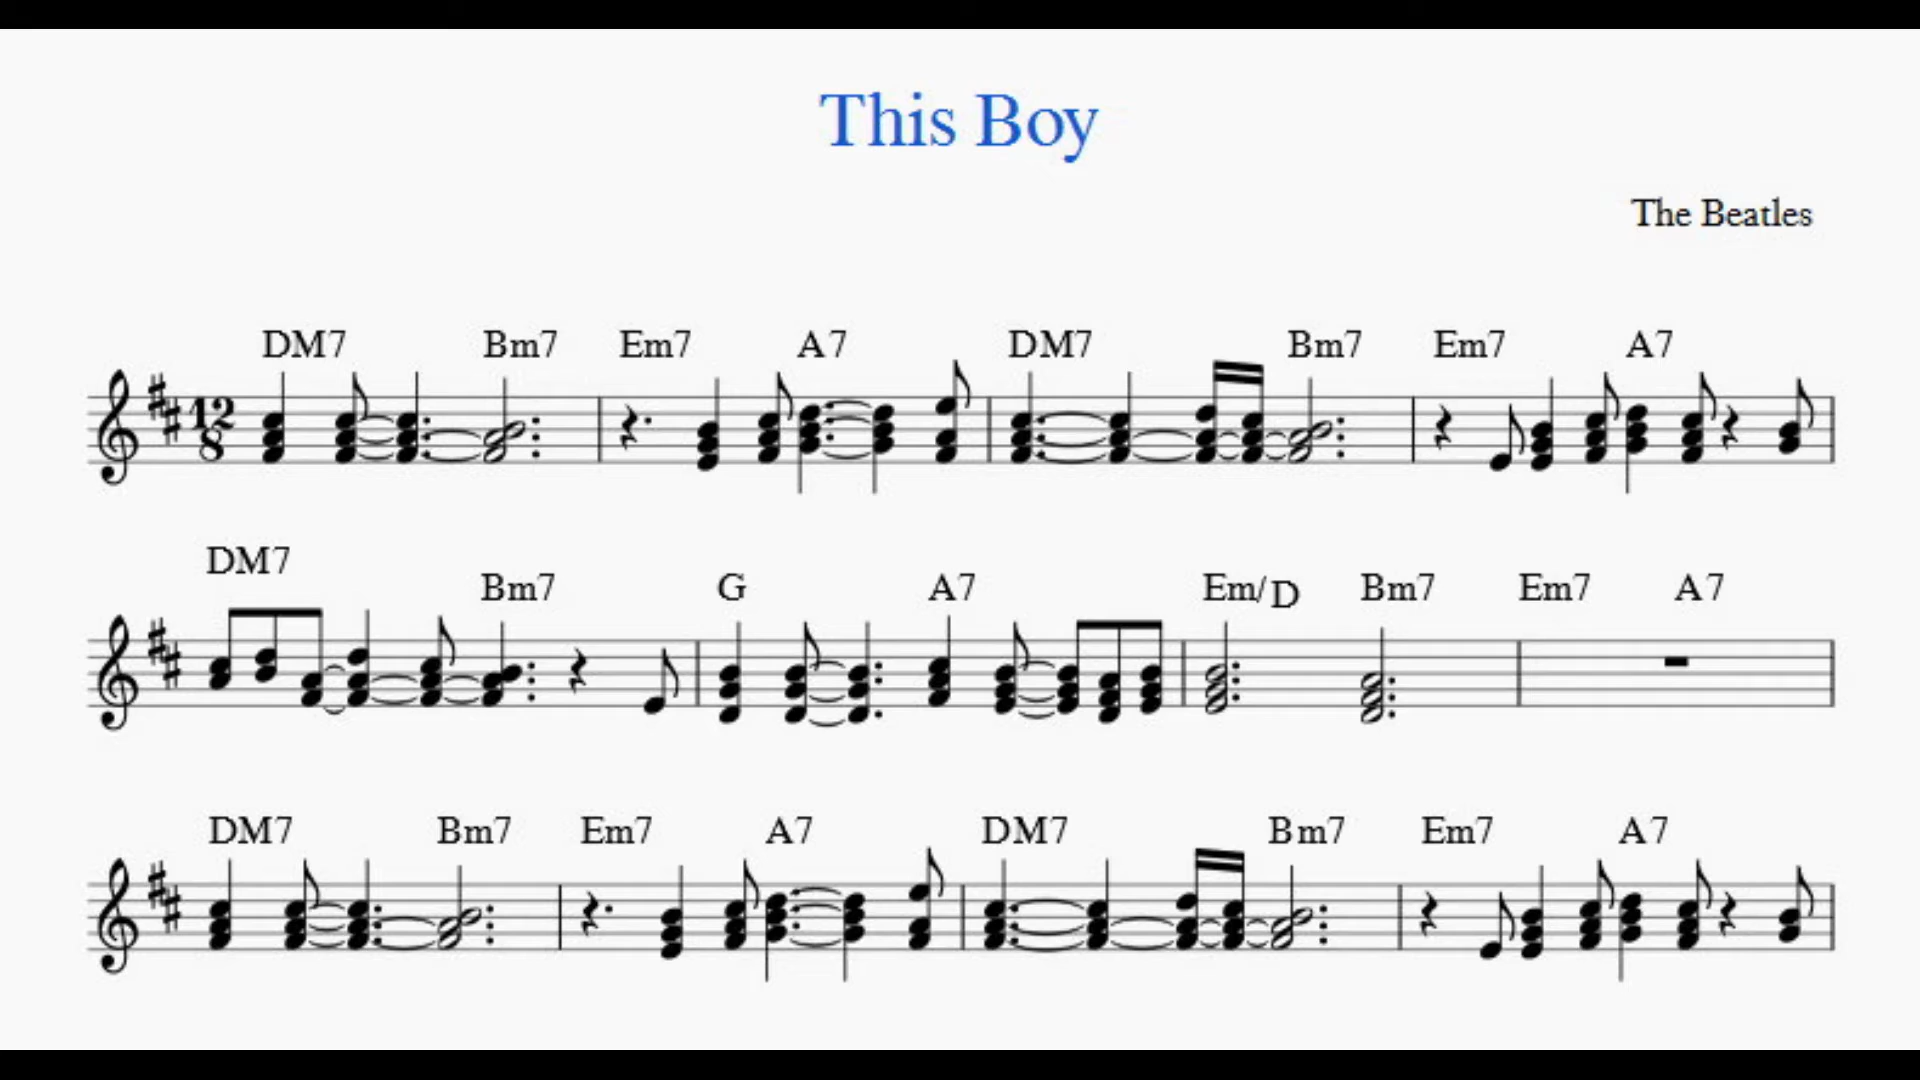 This Boy
The Beatles
DM7 Bm7 Em7 A7 DM7 Bm7 Em7 A7
12
8
DM7 Bm7 G A7 Em/D Bm7 Em7 A7
DM7 Bm7 Em7 A7 DM7 Bm7 Em7 A7